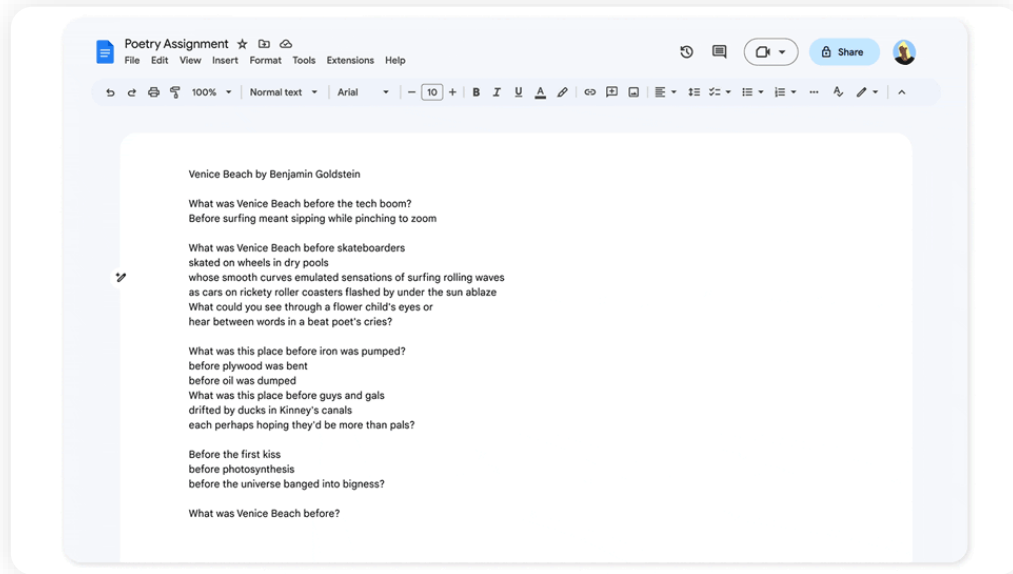 Poetry Assignment
File Edit View Insert Format Tools Extensions Help
Share
100% Normal text Arial − 10 + B I U A
Venice Beach by Benjamin Goldstein
What was Venice Beach before the tech boom?
Before surfing meant sipping while pinching to zoom
What was Venice Beach before skateboarders
skated on wheels in dry pools
whose smooth curves emulated sensations of surfing rolling waves
as cars on rickety roller coasters flashed by under the sun ablaze
What could you see through a flower child's eyes or
hear between words in a beat poet's cries?
What was this place before iron was pumped?
before plywood was bent
before oil was dumped
What was this place before guys and gals
drifted by ducks in Kinney's canals
each perhaps hoping they'd be more than pals?
Before the first kiss
before photosynthesis
before the universe banged into bigness?
What was Venice Beach before?